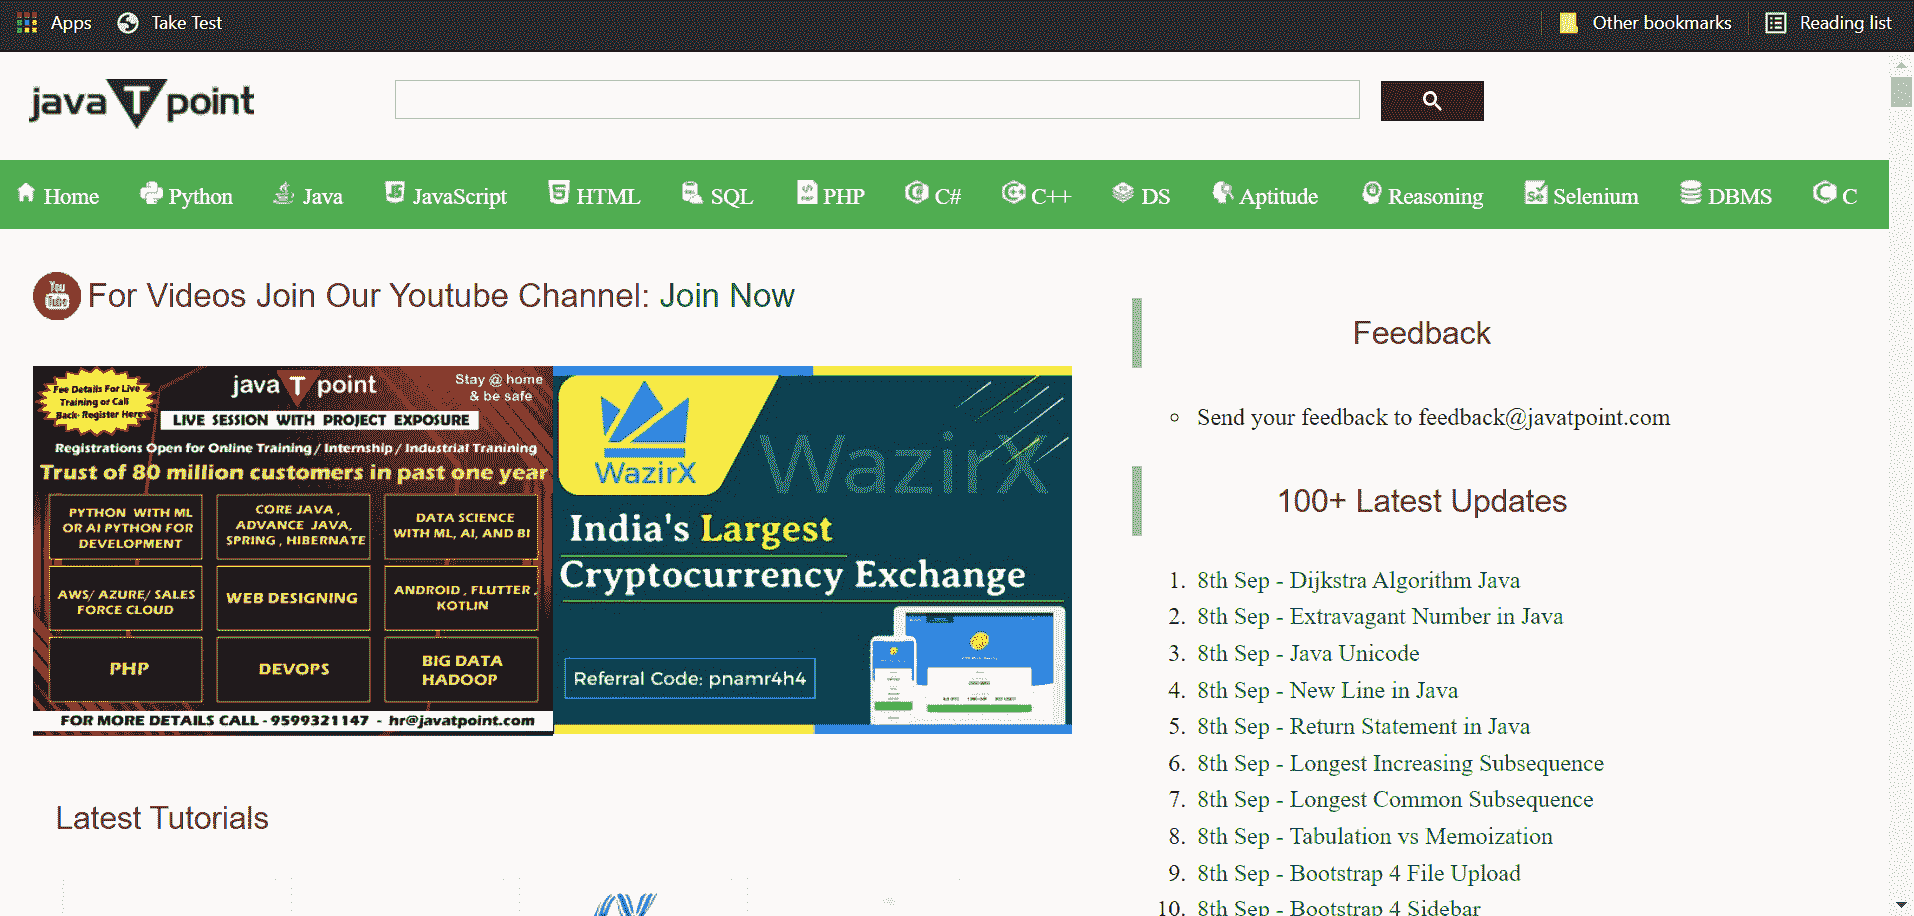 Apps Take Test Other bookmarks Reading list
java T point
Home Python Java JavaScript HTML SQL PHP C# C++ DS Aptitude Reasoning Selenium DBMS C
You
Tube
For Videos Join Our Youtube Channel: Join Now
Fee Details For Live
Training or Call
Back- Register Here
java T point
Stay @ home
& be safe
LIVE SESSION WITH PROJECT EXPOSURE
Registrations Open for Online Training / Internship / Industrial Tranining
Trust of 80 million customers in past one year
PYTHON WITH ML
OR AI PYTHON FOR
DEVELOPMENT
CORE JAVA ,
ADVANCE JAVA,
SPRING , HIBERNATE
DATA SCIENCE
WITH ML, AI, AND BI
AWS/ AZURE/ SALES
FORCE CLOUD
WEB DESIGNING
ANDROID , FLUTTER ,
KOTLIN
PHP
DEVOPS
BIG DATA
HADOOP
FOR MORE DETAILS CALL - 9599321147 - hr@javatpoint.com
WazirX
WazirX
India's Largest
Cryptocurrency Exchange
Referral Code: pnamr4h4
Latest Tutorials
Feedback
Send your feedback to feedback@javatpoint.com
100+ Latest Updates
1. 8th Sep - Dijkstra Algorithm Java
2. 8th Sep - Extravagant Number in Java
3. 8th Sep - Java Unicode
4. 8th Sep - New Line in Java
5. 8th Sep - Return Statement in Java
6. 8th Sep - Longest Increasing Subsequence
7. 8th Sep - Longest Common Subsequence
8. 8th Sep - Tabulation vs Memoization
9. 8th Sep - Bootstrap 4 File Upload
10. 8th Sep - Bootstrap 4 Sidebar